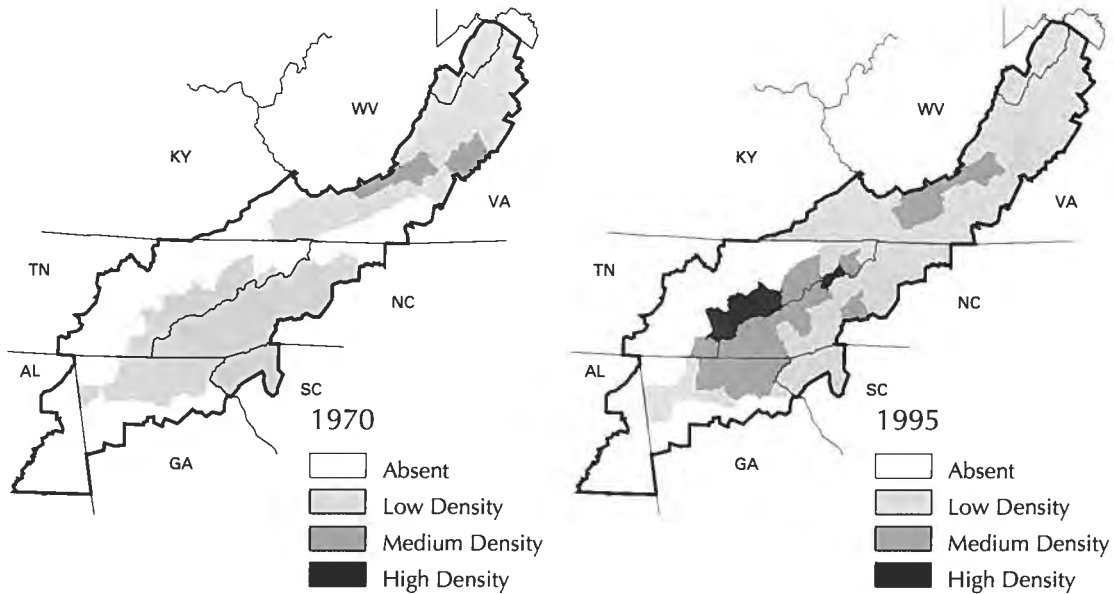 WV
KY
VA
TN
NC
AL
SC
1970
GA
Absent
Low Density
Medium Density
High Density
WV
KY
VA
TN
NC
AL
SC
1995
GA
Absent
Low Density
Medium Density
High Density